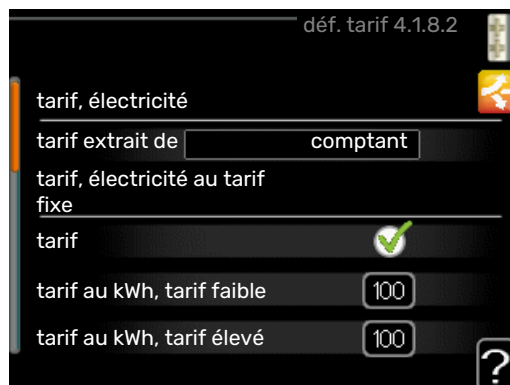 déf. tarif 4.1.8.2
tarif, électricité
tarif extrait de comptant
tarif, électricité au tarif
fixe
tarif
tarif au kWh, tarif faible 100
tarif au kWh, tarif élevé 100
?